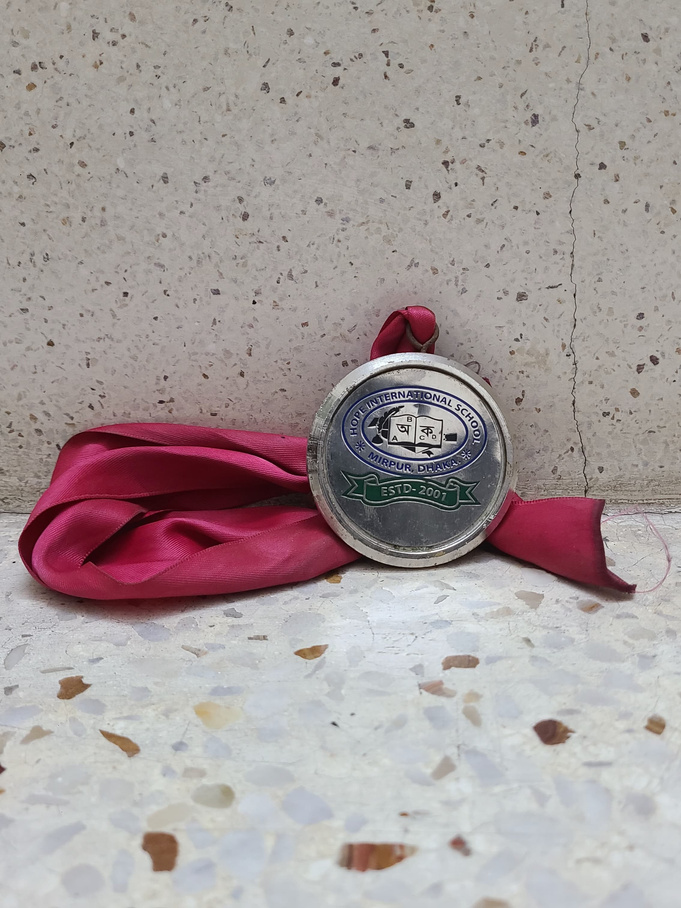 HOPE INTERNATIONAL SCHOOL
B
অ ক
A C D
MIRPUR, DHAKA
ESTD- 2001